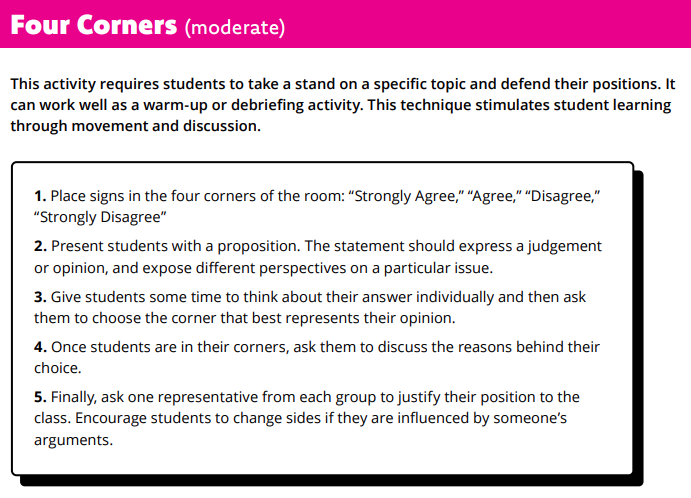 Four Corners (moderate)
This activity requires students to take a stand on a specific topic and defend their positions. It
can work well as a warm-up or debriefing activity. This technique stimulates student learning
through movement and discussion.
1. Place signs in the four corners of the room: “Strongly Agree,” “Agree,” “Disagree,”
“Strongly Disagree”
2. Present students with a proposition. The statement should express a judgement
or opinion, and expose different perspectives on a particular issue.
3. Give students some time to think about their answer individually and then ask
them to choose the corner that best represents their opinion.
4. Once students are in their corners, ask them to discuss the reasons behind their
choice.
5. Finally, ask one representative from each group to justify their position to the
class. Encourage students to change sides if they are influenced by someone’s
arguments.